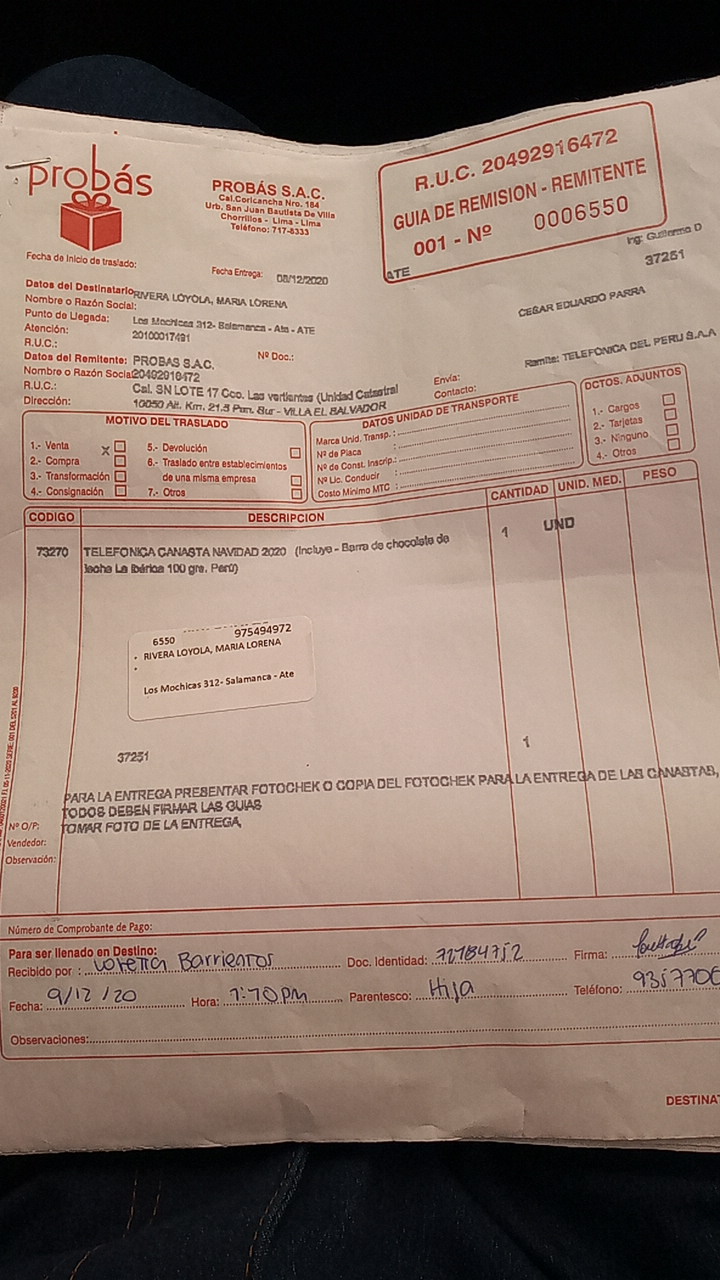 probás
PROBÁS S.A.C.
Cal.Coricancha Nro. 184
Urb. San Juan Bautista De Villa
Chorrillos - Lima - Lima
Teléfono: 717-8333
R.U.C. 20492916472
GUIA DE REMISION - REMITENTE
001 - Nº 0006550
ATE
Ing: Guillermo D
37251
Fecha de Inicio de traslado:
Fecha Entrega: 08/12/2020
CESAR EDUARDO PARRA
Datos del Destinatario
Nombre o Razón Social: RIVERA LOYOLA, MARIA LORENA
Punto de Llegada: Los Mochicas 312- Salamanca - Ate - ATE
Atención:
R.U.C.: 20100017491
Remite: TELEFONICA DEL PERU S.A.A
Datos del Remitente: PROBAS S.A.C. Nº Doc.:
Nombre o Razón Social: 20492916472
R.U.C.: Cal. SN LOTE 17 Cco. Las vertientes (Unidad Catastral
Dirección: 10050 Alt. Km. 21.5 Pan. Sur - VILLA EL SALVADOR
Envia:
Contacto:
MOTIVO DEL TRASLADO
1.- Venta X
2.- Compra
3.- Transformación
4.- Consignación
5.- Devolución
6.- Traslado entre establecimientos
de una misma empresa
7.- Otros
DATOS UNIDAD DE TRANSPORTE
Marca Unid. Transp.:
Nº de Placa :
Nº de Const. Inscrip.:
Nº Lic. Conducir :
Costo Mínimo MTC :
DCTOS. ADJUNTOS
1.- Cargos
2.- Tarjetas
3.- Ninguno
4.- Otros
CODIGO DESCRIPCION CANTIDAD UNID. MED. PESO
73270 TELEFONICA CANASTA NAVIDAD 2020 (Incluye - Barra de chocolate de 1 UND
leche La Ibérica 100 grs. Perú)
6550 975494972
RIVERA LOYOLA, MARIA LORENA
Los Mochicas 312- Salamanca - Ate
37251 1
PARA LA ENTREGA PRESENTAR FOTOCHEK O COPIA DEL FOTOCHEK PARA LA ENTREGA DE LAS CANASTAS,
TODOS DEBEN FIRMAR LAS GUIAS
Nº O/P: TOMAR FOTO DE LA ENTREGA
Vendedor:
Observación:
Número de Comprobante de Pago:
Para ser llenado en Destino:
Recibido por : Loretta Barrientos Doc. Identidad: 72784752 Firma:
Fecha: 9/12/20 Hora: Parentesco: Hija Teléfono: 9357706
Observaciones:
DESTINAT